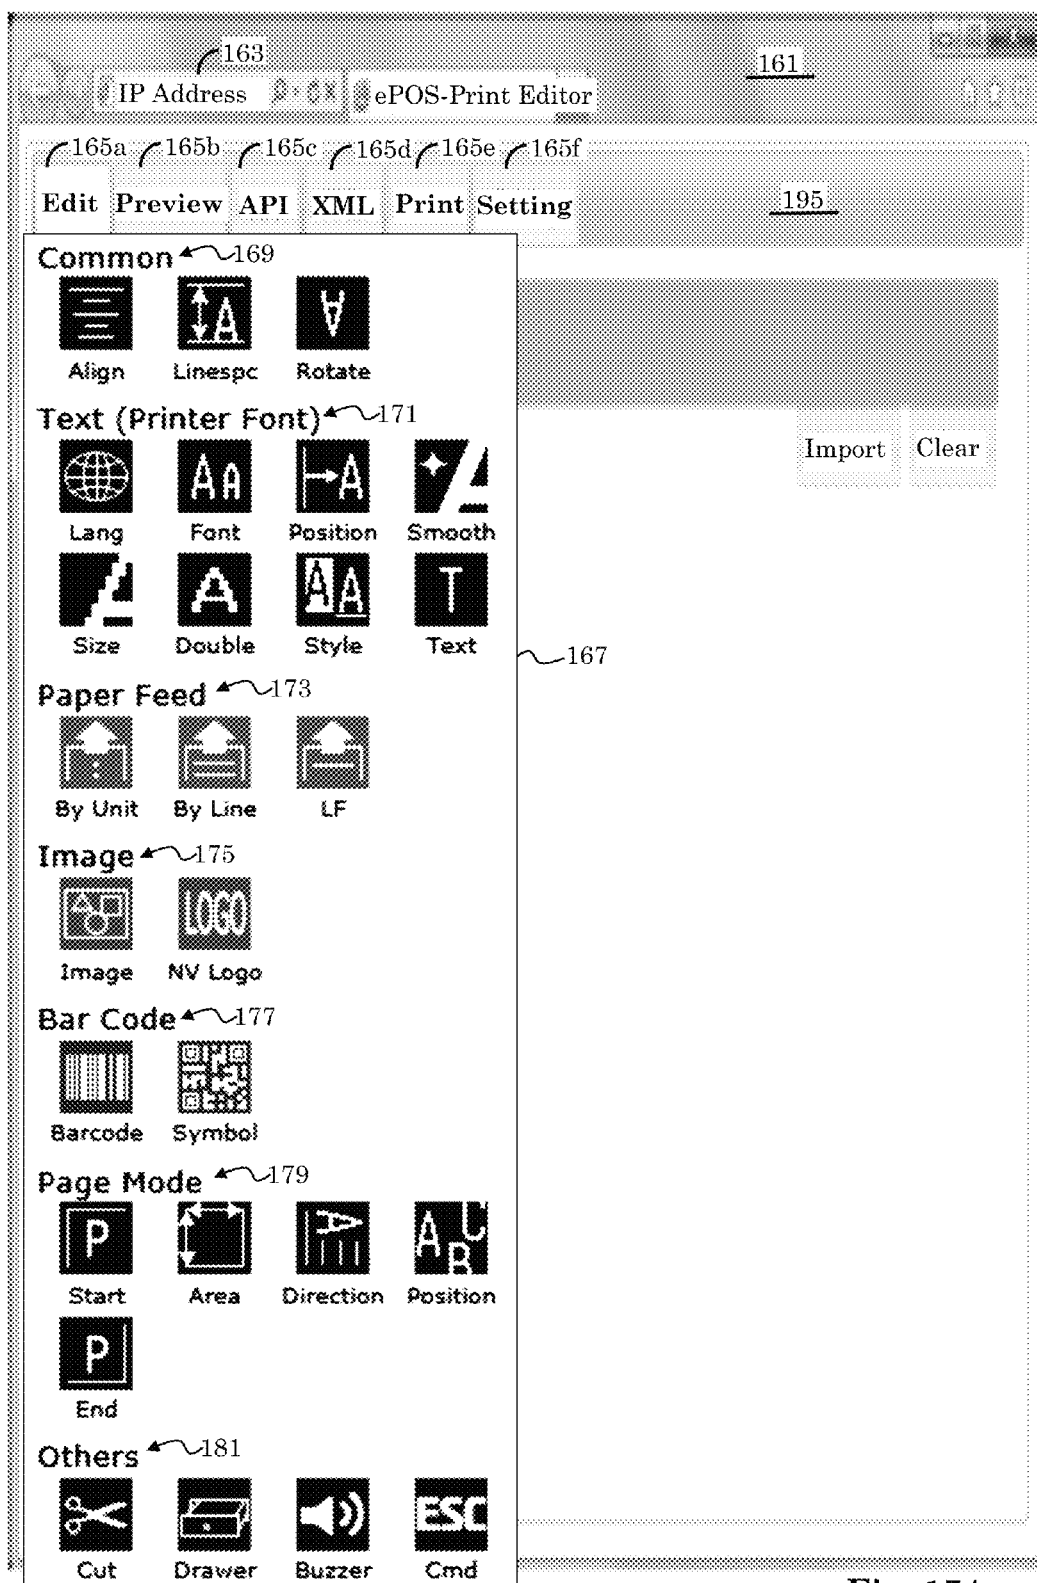 163
161
IP Address
ePOS-Print Editor
165a 165b 165c 165d 165e 165f
Edit Preview API XML Print Setting
195
Common 169
Align Linespc Rotate
Text (Printer Font) 171
Import Clear
Lang Font Position Smooth
Size Double Style Text
167
Paper Feed 173
By Unit By Line LF
Image 175
LOGO
Image NV Logo
Bar Code 177
Barcode Symbol
Page Mode 179
P
A B C
Start Area Direction Position
P
End
Others 181
ESC
Cut Drawer Buzzer Cmd